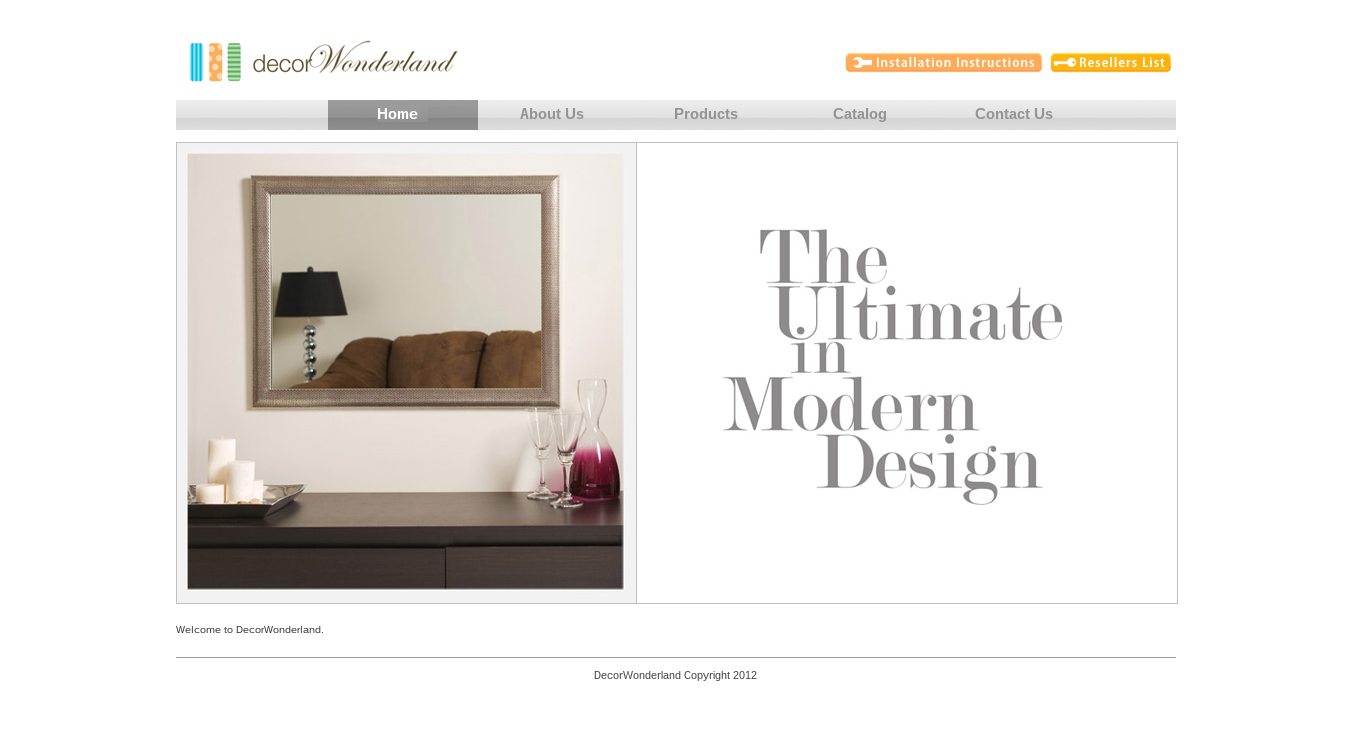 decorWonderland
Installation Instructions
Resellers List
Home
About Us
Products
Catalog
Contact Us
The
Ultimate
in
Modern
Design
Welcome to DecorWonderland.
DecorWonderland Copyright 2012